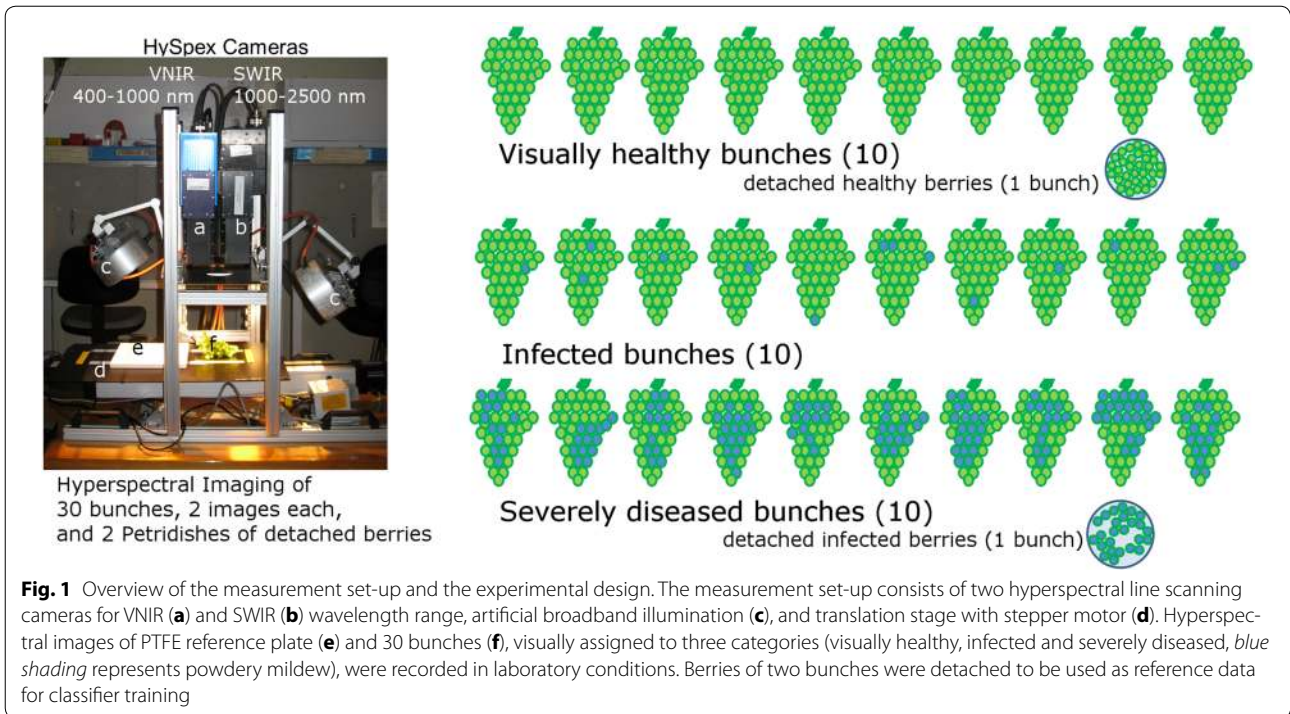 HySpex Cameras
VNIR SWIR
400-1000 nm 1000-2500 nm
a
b
c
c
e
f
d
Hyperspectral Imaging of
30 bunches, 2 images each,
and 2 Petridishes of detached berries
Visually healthy bunches (10)
detached healthy berries (1 bunch)
Infected bunches (10)
Severely diseased bunches (10)
detached infected berries (1 bunch)
Fig. 1 Overview of the measurement set-up and the experimental design. The measurement set-up consists of two hyperspectral line scanning
cameras for VNIR (a) and SWIR (b) wavelength range, artificial broadband illumination (c), and translation stage with stepper motor (d). Hyperspec-
tral images of PTFE reference plate (e) and 30 bunches (f), visually assigned to three categories (visually healthy, infected and severely diseased, blue
shading represents powdery mildew), were recorded in laboratory conditions. Berries of two bunches were detached to be used as reference data
for classifier training